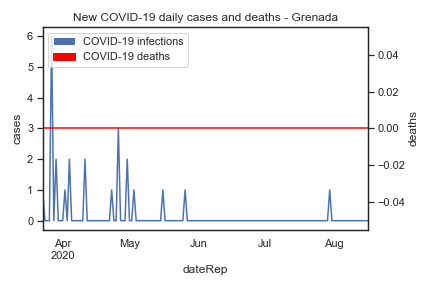 New COVID-19 daily cases and deaths - Grenada
COVID-19 infections
COVID-19 deaths
6
5
4
3
2
1
0
cases
0.04
0.02
0.00
−0.02
−0.04
deaths
Apr
2020
May
Jun
Jul
Aug
dateRep